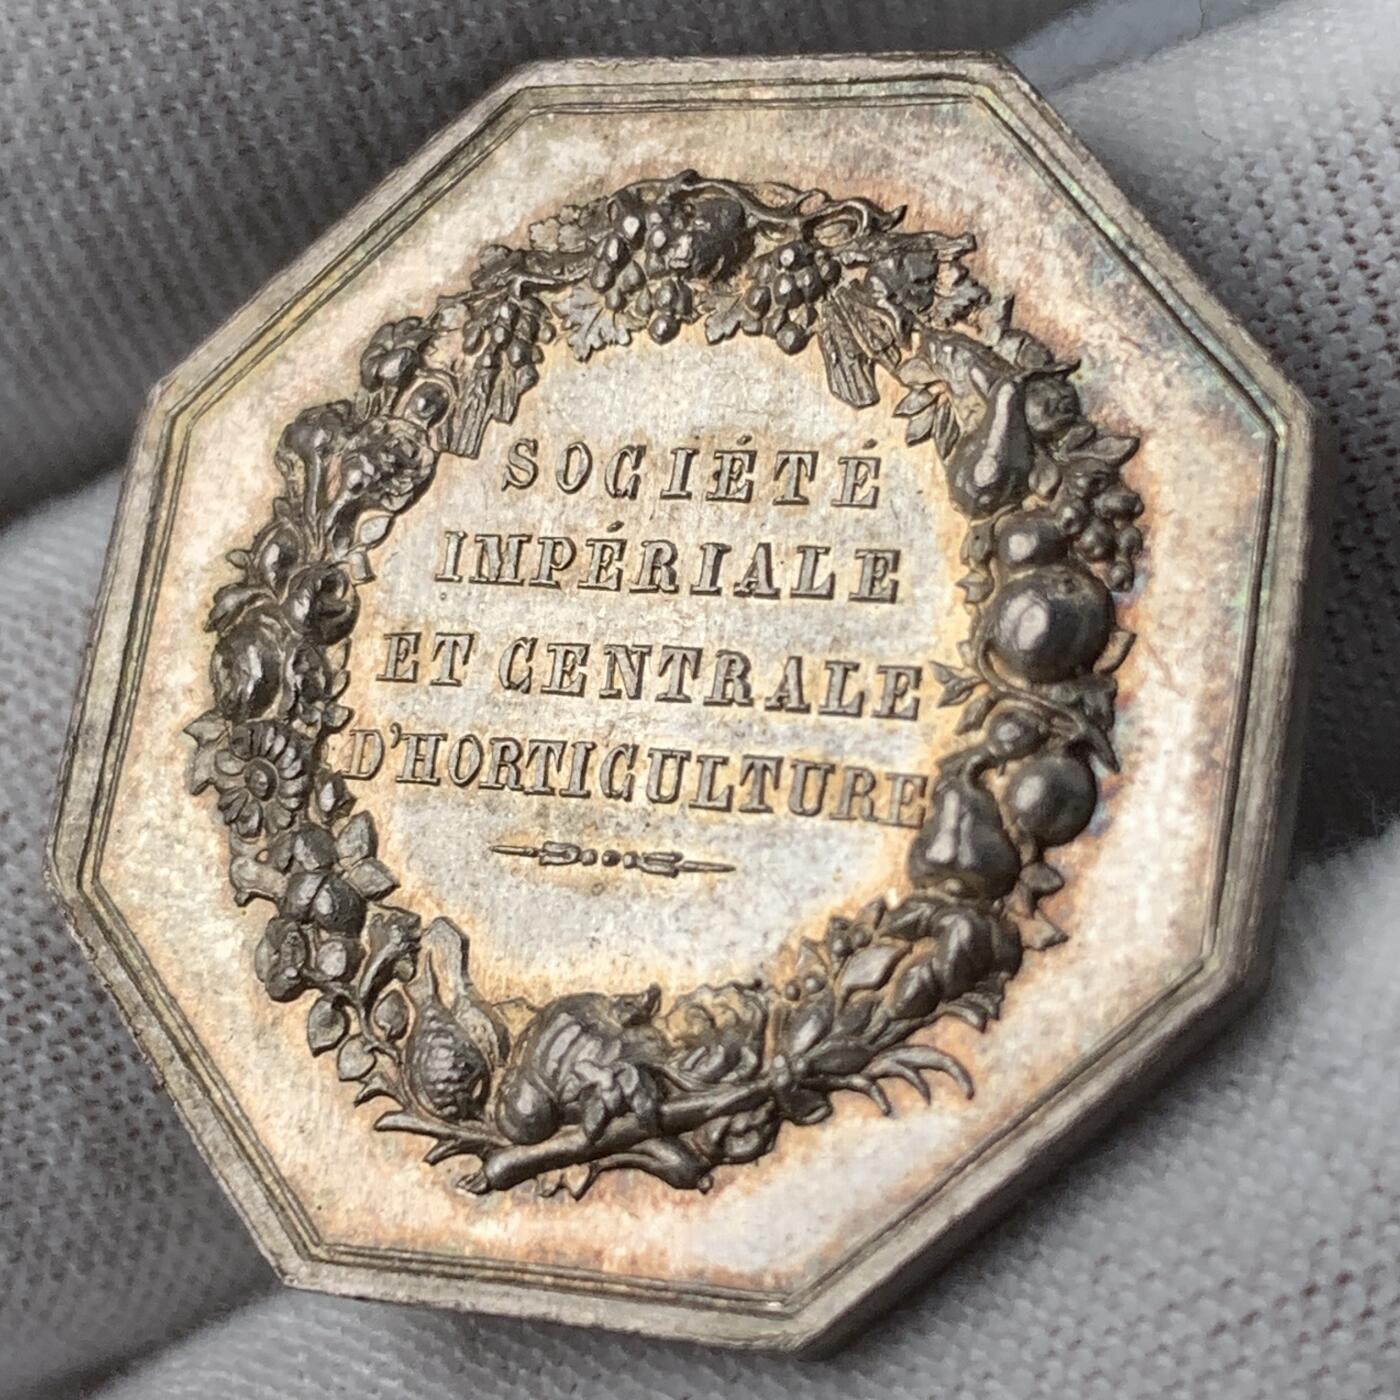 SOCIÉTÉ
IMPÉRIALE
ET CENTRALE
D'HORTICULTURE